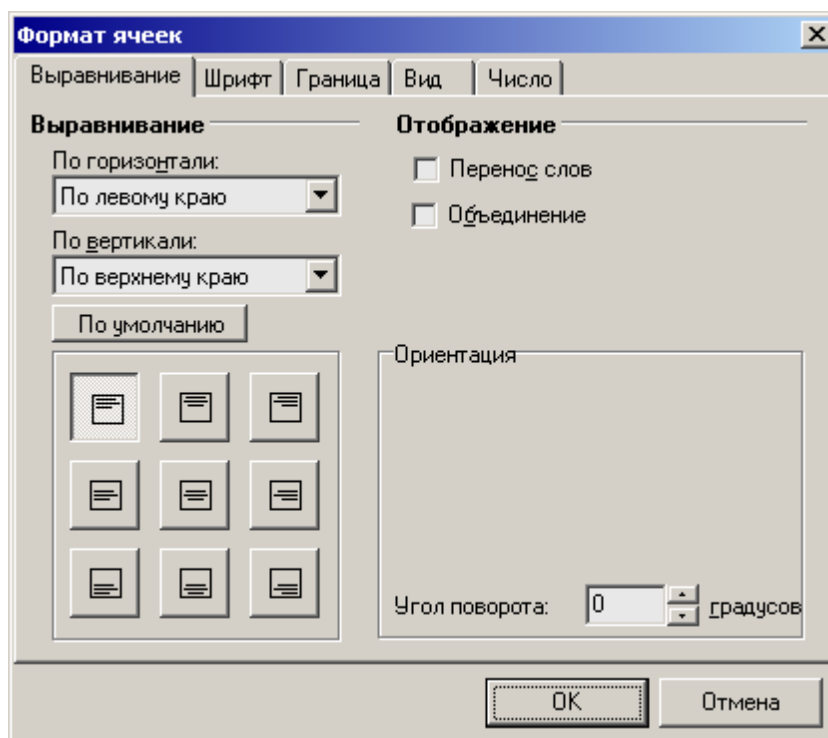 Формат ячеек
Выравнивание Шрифт Граница Вид Число
Выравнивание
По горизонтали:
По левому краю
По вертикали:
По верхнему краю
По умолчанию
Отображение
Перенос слов
Объединение
Ориентация
Угол поворота: 0 градусов
OK Отмена